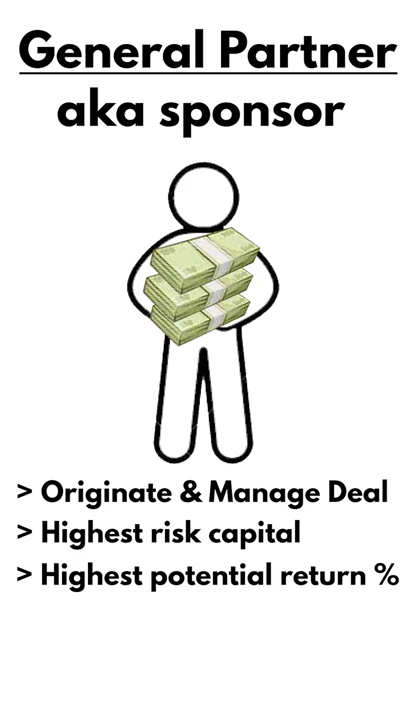 General Partner
aka sponsor
> Originate & Manage Deal
> Highest risk capital
> Highest potential return %